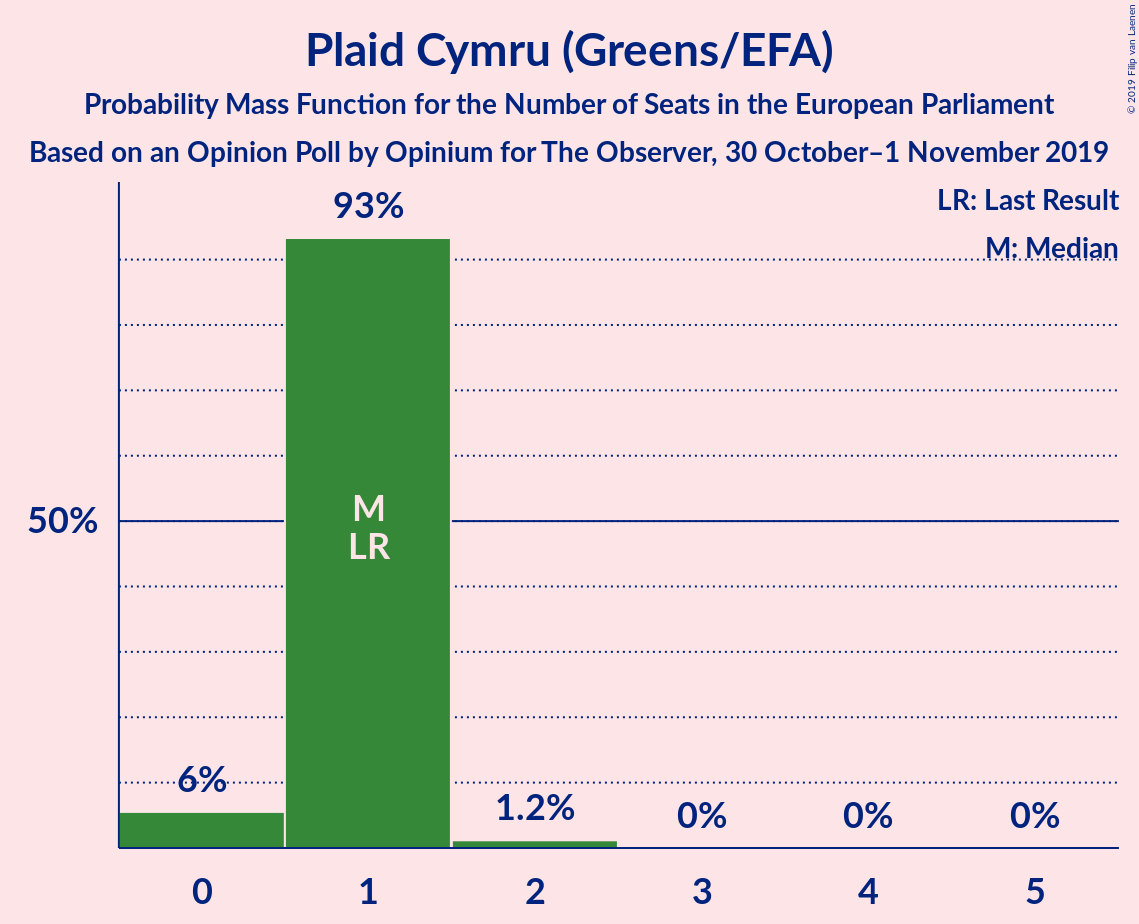 Plaid Cymru (Greens/EFA)
Probability Mass Function for the Number of Seats in the European Parliament
Based on an Opinion Poll by Opinium for The Observer, 30 October–1 November 2019
© 2019 Filip van Laenen
LR: Last Result
M: Median
93%
M
LR
50%
6%
1.2%
0%
0%
0%
0
1
2
3
4
5